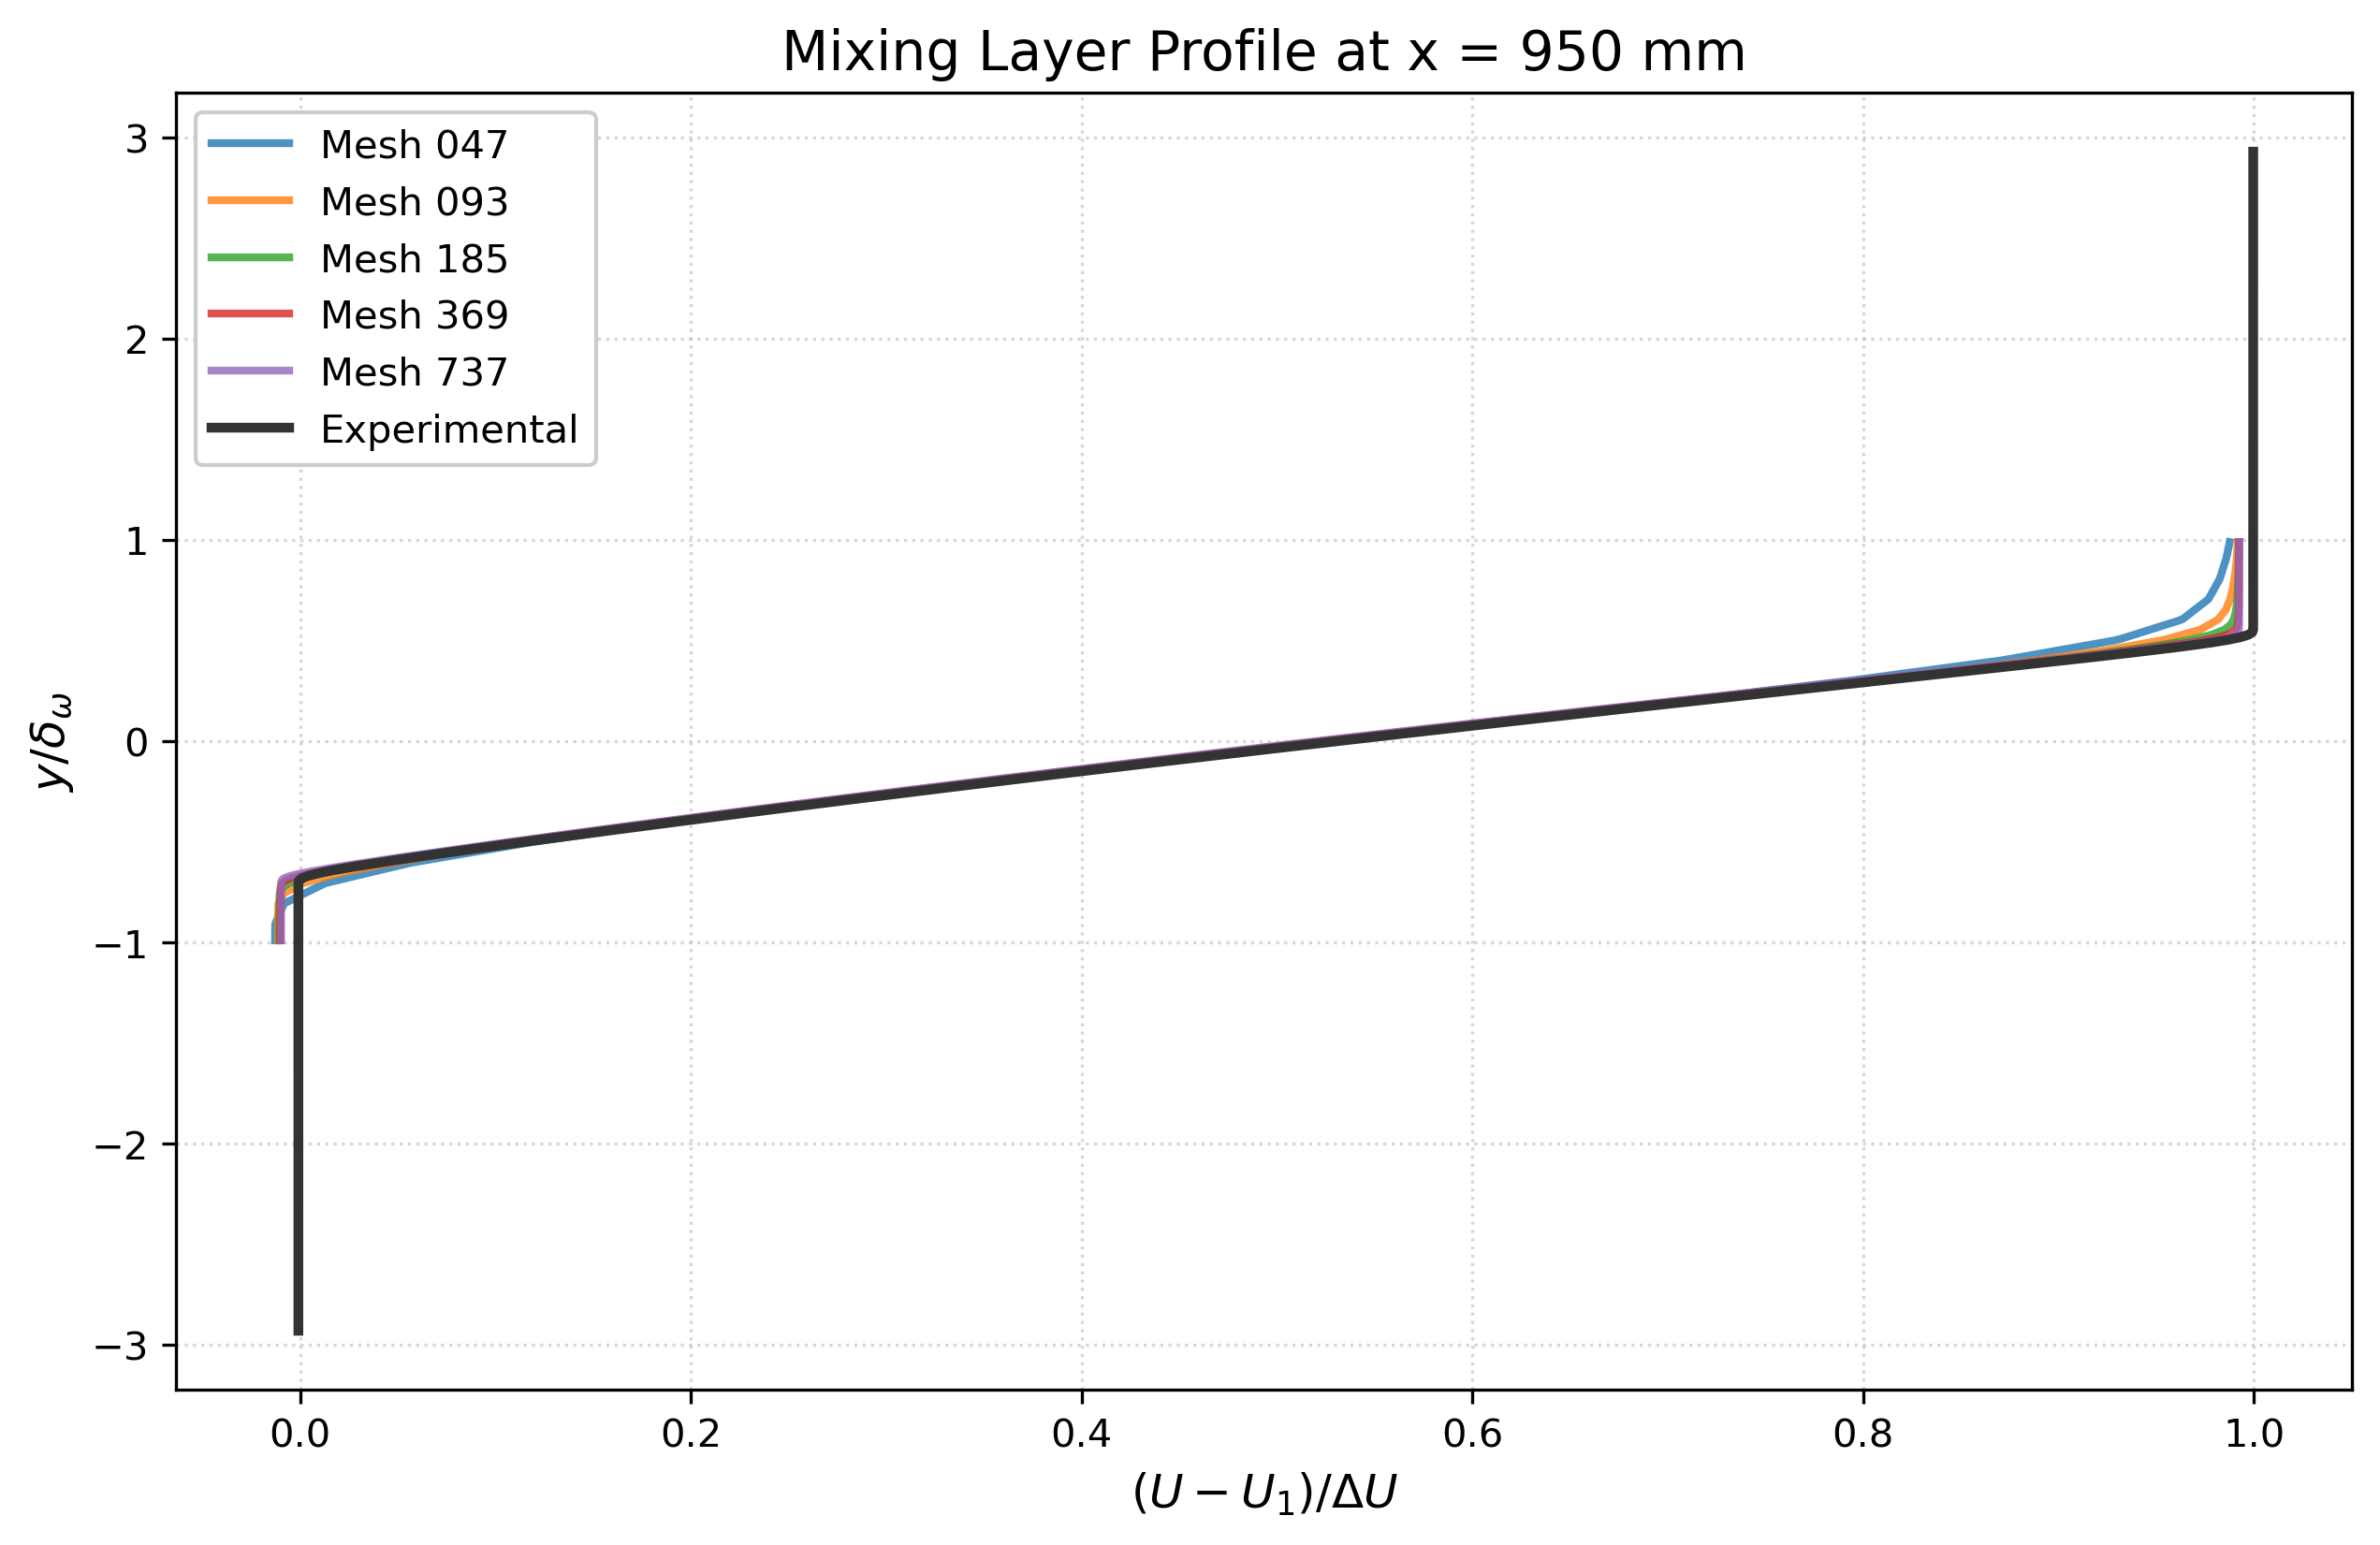 Mixing Layer Profile at x = 950 mm
Mesh 047
Mesh 093
Mesh 185
Mesh 369
Mesh 737
Experimental
3
2
1
0
−1
−2
−3
y/δω
0.0 0.2 0.4 0.6 0.8 1.0
(U − U1)/ΔU